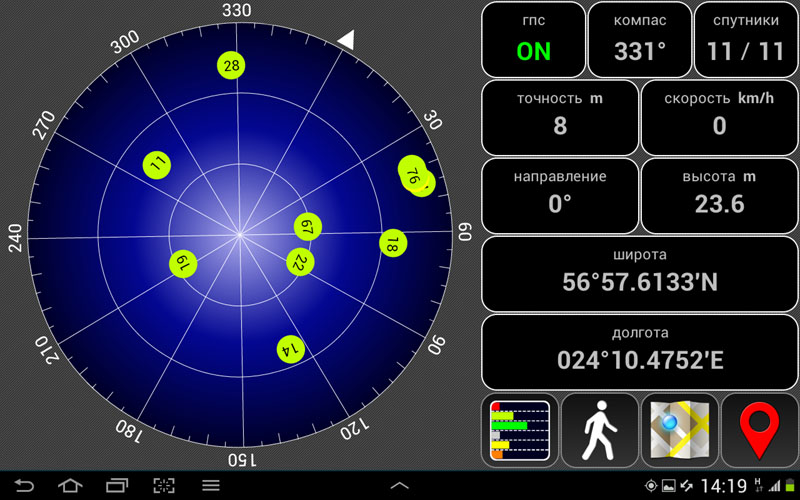 330
300
30
270
60
240
90
210
120
180
150
28
11
76
67
18
19
22
14
гпс
ON
компас
331°
спутники
11 / 11
точность m
8
скорость km/h
0
направление
0°
высота m
23.6
широта
56°57.6133'N
долгота
024°10.4752'E
14:19
H